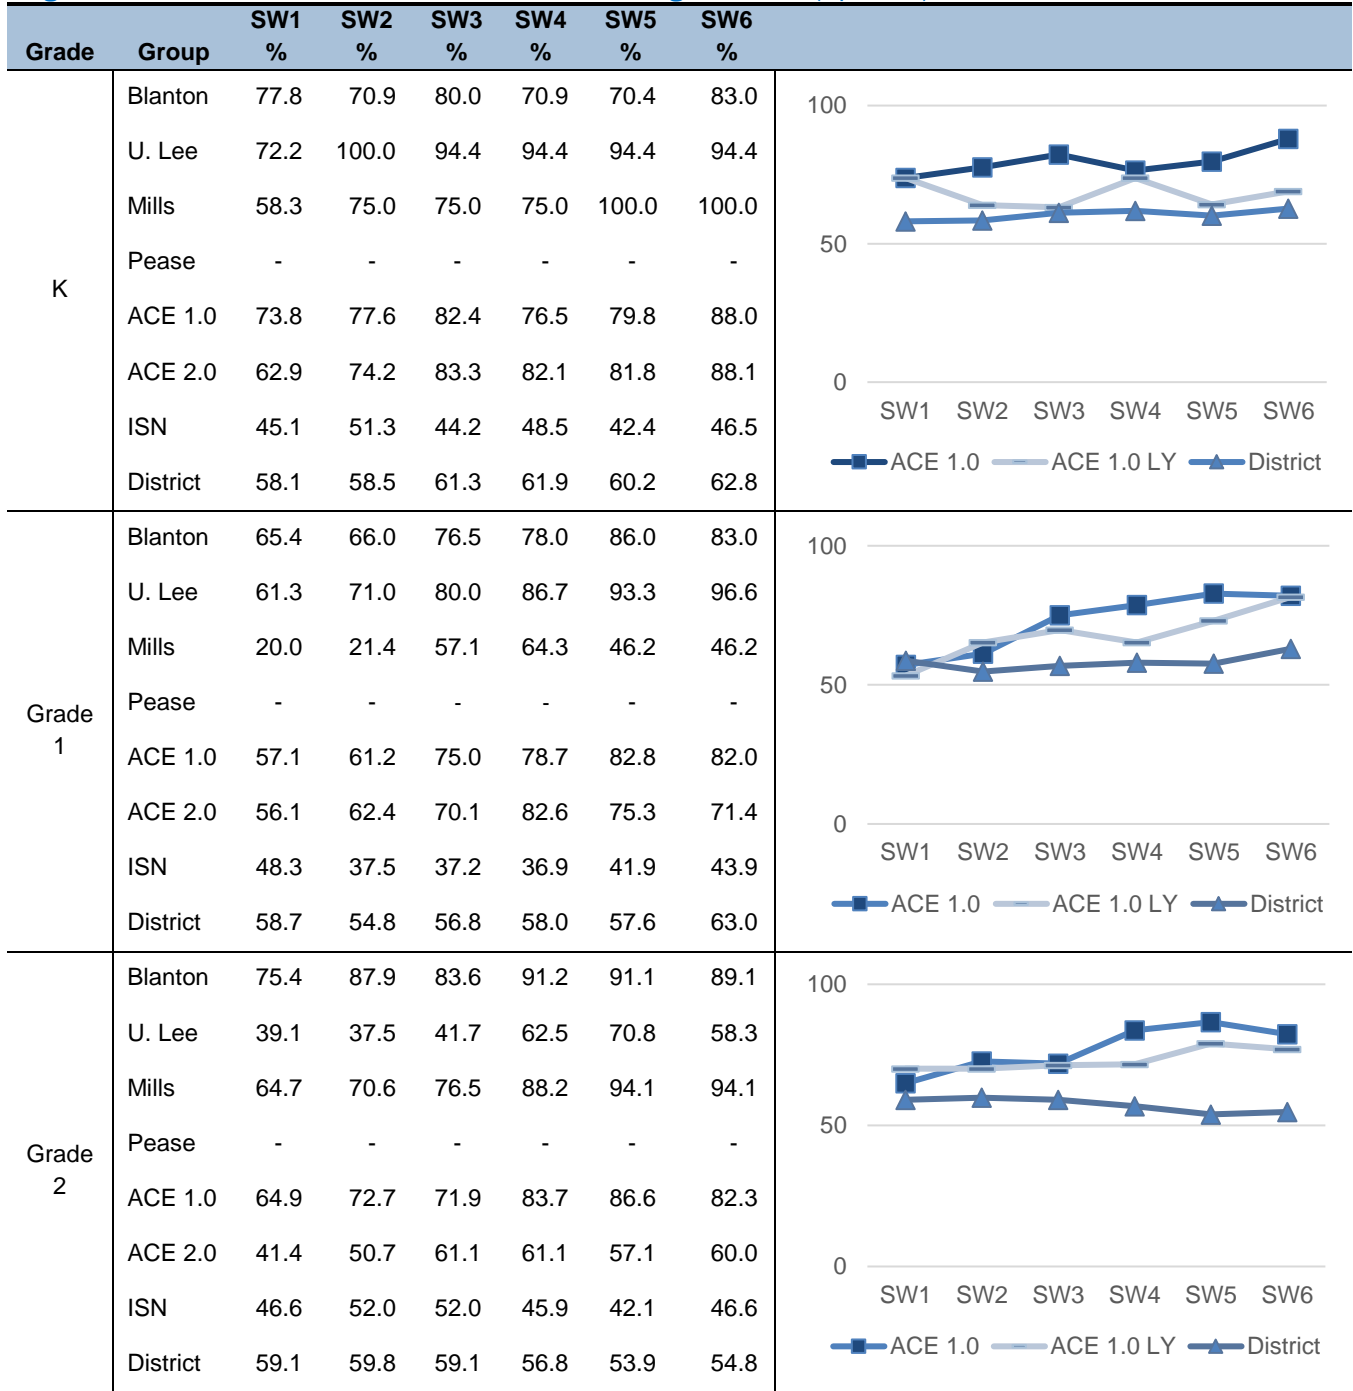 SW1 SW2 SW3 SW4 SW5 SW6
Grade Group % % % % % %
K
Blanton 77.8 70.9 80.0 70.9 70.4 83.0
U. Lee 72.2 100.0 94.4 94.4 94.4 94.4
Mills 58.3 75.0 75.0 75.0 100.0 100.0
Pease - - - - - -
ACE 1.0 73.8 77.6 82.4 76.5 79.8 88.0
ACE 2.0 62.9 74.2 83.3 82.1 81.8 88.1
ISN 45.1 51.3 44.2 48.5 42.4 46.5
District 58.1 58.5 61.3 61.9 60.2 62.8
100
50
0
SW1 SW2 SW3 SW4 SW5 SW6
ACE 1.0 ACE 1.0 LY District
Grade
1
Blanton 65.4 66.0 76.5 78.0 86.0 83.0
U. Lee 61.3 71.0 80.0 86.7 93.3 96.6
Mills 20.0 21.4 57.1 64.3 46.2 46.2
Pease - - - - - -
ACE 1.0 57.1 61.2 75.0 78.7 82.8 82.0
ACE 2.0 56.1 62.4 70.1 82.6 75.3 71.4
ISN 48.3 37.5 37.2 36.9 41.9 43.9
District 58.7 54.8 56.8 58.0 57.6 63.0
100
50
0
SW1 SW2 SW3 SW4 SW5 SW6
ACE 1.0 ACE 1.0 LY District
Grade
2
Blanton 75.4 87.9 83.6 91.2 91.1 89.1
U. Lee 39.1 37.5 41.7 62.5 70.8 58.3
Mills 64.7 70.6 76.5 88.2 94.1 94.1
Pease - - - - - -
ACE 1.0 64.9 72.7 71.9 83.7 86.6 82.3
ACE 2.0 41.4 50.7 61.1 61.1 57.1 60.0
ISN 46.6 52.0 52.0 45.9 42.1 46.6
District 59.1 59.8 59.1 56.8 53.9 54.8
100
50
0
SW1 SW2 SW3 SW4 SW5 SW6
ACE 1.0 ACE 1.0 LY District